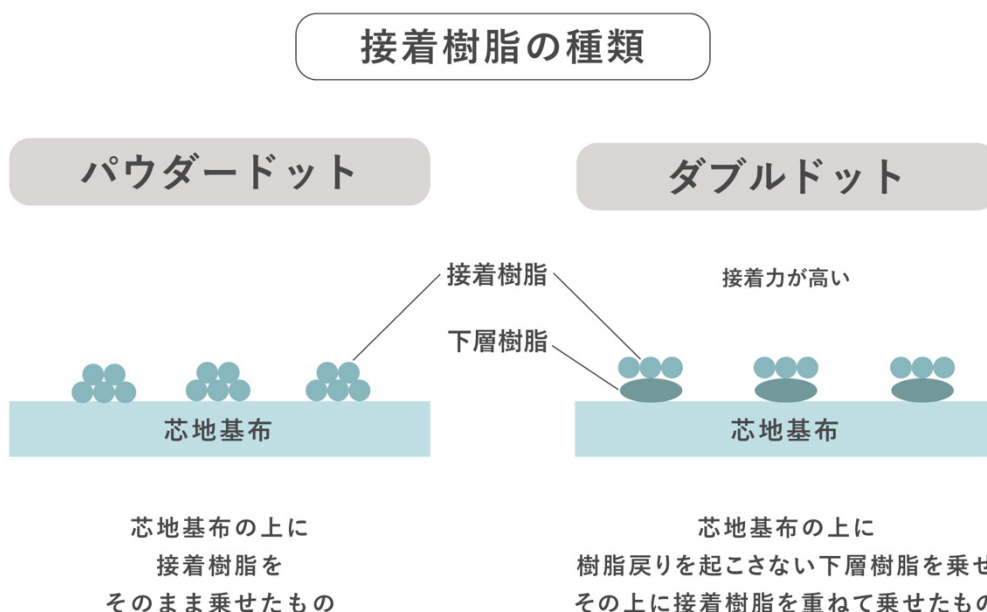 接着樹脂の種類
パウダードット
ダブルドット
接着樹脂
接着力が高い
下層樹脂
芯地基布
芯地基布
芯地基布の上に
接着樹脂を
そのまま乗せたもの
芯地基布の上に
樹脂戻りを起こさない下層樹脂を乗せ
その上に接着樹脂を重ねて乗せたもの